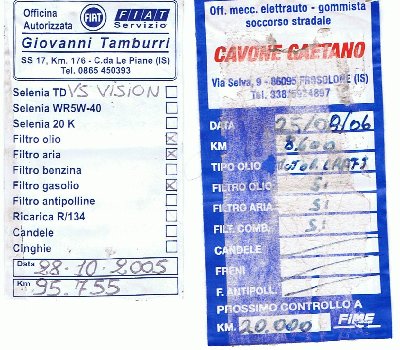 Officina
Autorizzata
FIAT
FIAT
Servizio
Giovanni Tamburri
SS 17, Km. 176 - C.da Le Piane (IS)
Tel. 0865 450393
Selenia TD VS VISION
Selenia WR5W-40
Selenia 20 K
Filtro olio X
Filtro aria X
Filtro benzina
Filtro gasolio X
Filtro antipolline
Ricarica R/134
Candele
Cinghie
Data 28.10.2005
Km 95.755
Off. mecc. elettrauto - gommista
soccorso stradale
CAVONE GAETANO
Via Selva, 9 - 86095 FROSOLONE (IS)
DATA 25/09/06
KM 8.600
TIPO OLIO
FILTRO OLIO SI
FILTRO ARIA SI
FILT. COMB. SI
CANDELE
FRENI
F. ANTIPOLL.
PROSSIMO CONTROLLO A
KM. 20.000